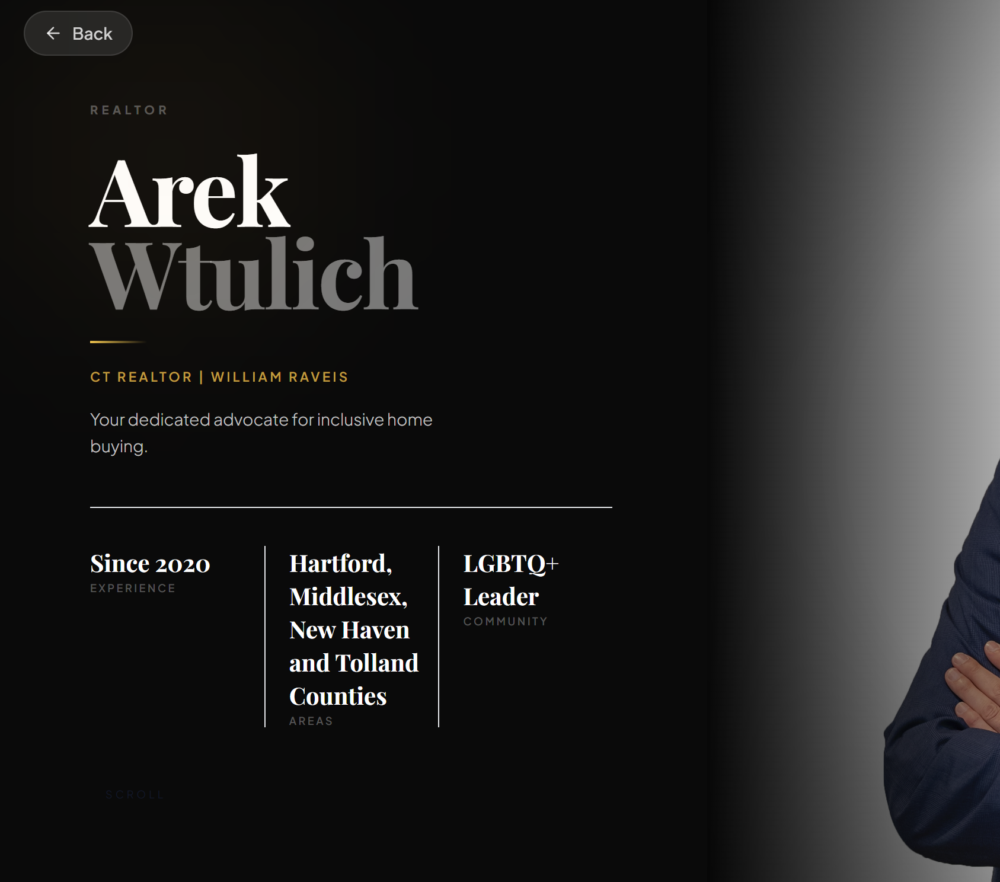 Back
REALTOR
Arek
Wtulich
CT REALTOR | WILLIAM RAVEIS
Your dedicated advocate for inclusive home
buying.
Since 2020
EXPERIENCE
Hartford,
Middlesex,
New Haven
and Tolland
Counties
AREAS
LGBTQ+
Leader
COMMUNITY
SCROLL